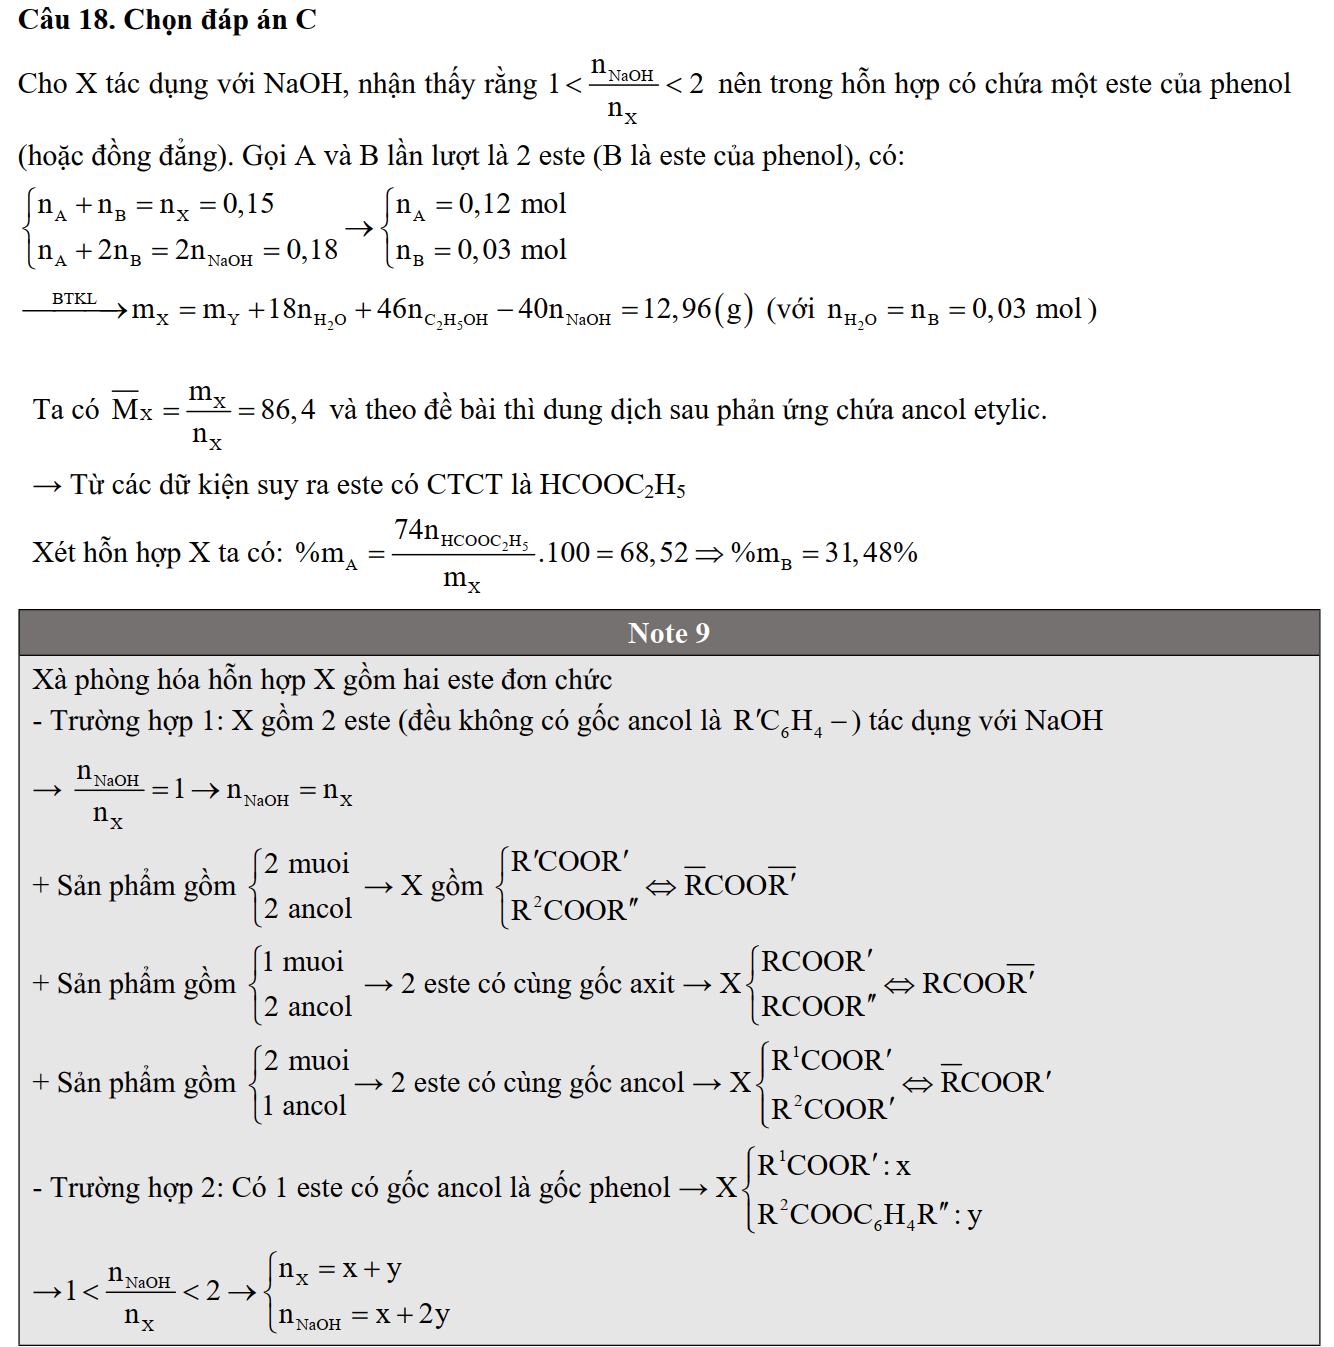 Câu 18. Chọn đáp án C
Cho X tác dụng với NaOH, nhận thấy rằng $1 < \frac{n_{NaOH}}{n_X} < 2$ nên trong hỗn hợp có chứa một este của phenol
(hoặc đồng đẳng). Gọi A và B lần lượt là 2 este (B là este của phenol), có:
$\begin{cases} n_A + n_B = n_X = 0,15 \\ n_A + 2n_B = 2n_{NaOH} = 0,18 \end{cases} \rightarrow \begin{cases} n_A = 0,12 \text{ mol} \\ n_B = 0,03 \text{ mol} \end{cases}$
$\xrightarrow{BTKL} m_X = m_Y + 18n_{H_2O} + 46n_{C_2H_5OH} - 40n_{NaOH} = 12,96(g)$ (với $n_{H_2O} = n_B = 0,03$ mol)
Ta có $\overline{M}_X = \frac{m_X}{n_X} = 86,4$ và theo đề bài thì dung dịch sau phản ứng chứa ancol etylic.
→ Từ các dữ kiện suy ra este có CTCT là HCOOC₂H₅
Xét hỗn hợp X ta có: $\%m_A = \frac{74n_{HCOOC_2H_5}}{m_X}.100 = 68,52 \Rightarrow \%m_B = 31,48\%$
Note 9
Xà phòng hóa hỗn hợp X gồm hai este đơn chức
- Trường hợp 1: X gồm 2 este (đều không có gốc ancol là $R'C_6H_4-$) tác dụng với NaOH
→ $\frac{n_{NaOH}}{n_X} = 1 \rightarrow n_{NaOH} = n_X$
+ Sản phẩm gồm $\begin{cases} 2 \text{ muoi} \\ 2 \text{ ancol} \end{cases}$ → X gồm $\begin{cases} R'COOR' \\ R^2COOR'' \end{cases} \Leftrightarrow \overline{R}COO\overline{R'}$
+ Sản phẩm gồm $\begin{cases} 1 \text{ muoi} \\ 2 \text{ ancol} \end{cases}$ → 2 este có cùng gốc axit → X$\begin{cases} RCOOR' \\ RCOOR'' \end{cases} \Leftrightarrow RCOO\overline{R'}$
+ Sản phẩm gồm $\begin{cases} 2 \text{ muoi} \\ 1 \text{ ancol} \end{cases}$ → 2 este có cùng gốc ancol → X$\begin{cases} R^1COOR' \\ R^2COOR' \end{cases} \Leftrightarrow \overline{R}COOR'$
- Trường hợp 2: Có 1 este có gốc ancol là gốc phenol → X$\begin{cases} R^1COOR' : x \\ R^2COOC_6H_4R'' : y \end{cases}$
→ $1 < \frac{n_{NaOH}}{n_X} < 2 \rightarrow \begin{cases} n_X = x + y \\ n_{NaOH} = x + 2y \end{cases}$